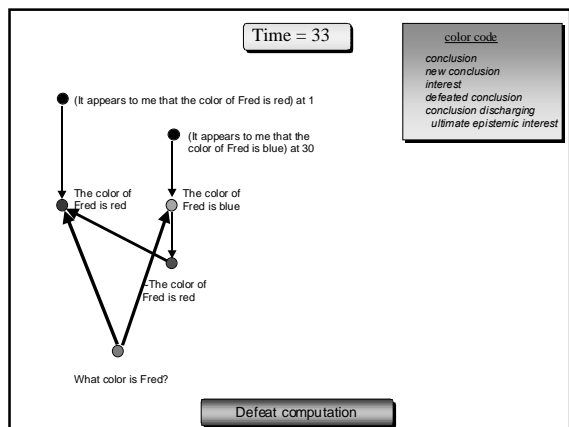 Time = 33
color code
conclusion
new conclusion
interest
defeated conclusion
conclusion discharging
ultimate epistemic interest
(It appears to me that the color of Fred is red) at 1
(It appears to me that the
color of Fred is blue) at 30
The color of
Fred is red
The color of
Fred is blue
~The color of
Fred is red
What color is Fred?
Defeat computation